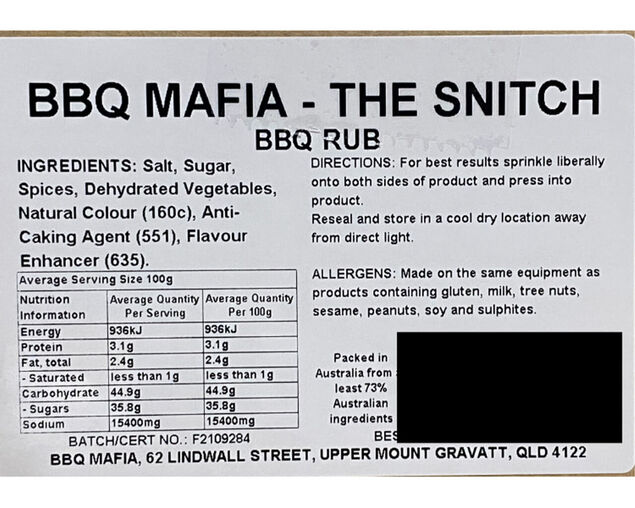 BBQ MAFIA - THE SNITCH
BBQ RUB
INGREDIENTS: Salt, Sugar,
Spices, Dehydrated Vegetables,
Natural Colour (160c), Anti-
Caking Agent (551), Flavour
Enhancer (635).
Average Serving Size 100g
Nutrition Information Average Quantity Per Serving Average Quantity Per 100g
Energy 936kJ 936kJ
Protein 3.1g 3.1g
Fat, total 2.4g 2.4g
- Saturated less than 1g less than 1g
Carbohydrate 44.9g 44.9g
- Sugars 35.8g 35.8g
Sodium 15400mg 15400mg
DIRECTIONS: For best results sprinkle liberally
onto both sides of product and press into
product.
Reseal and store in a cool dry location away
from direct light.
ALLERGENS: Made on the same equipment as
products containing gluten, milk, tree nuts,
sesame, peanuts, soy and sulphites.
Packed in
Australia from
least 73%
Australian
ingredients
BES
BATCH/CERT NO.: F2109284
BBQ MAFIA, 62 LINDWALL STREET, UPPER MOUNT GRAVATT, QLD 4122